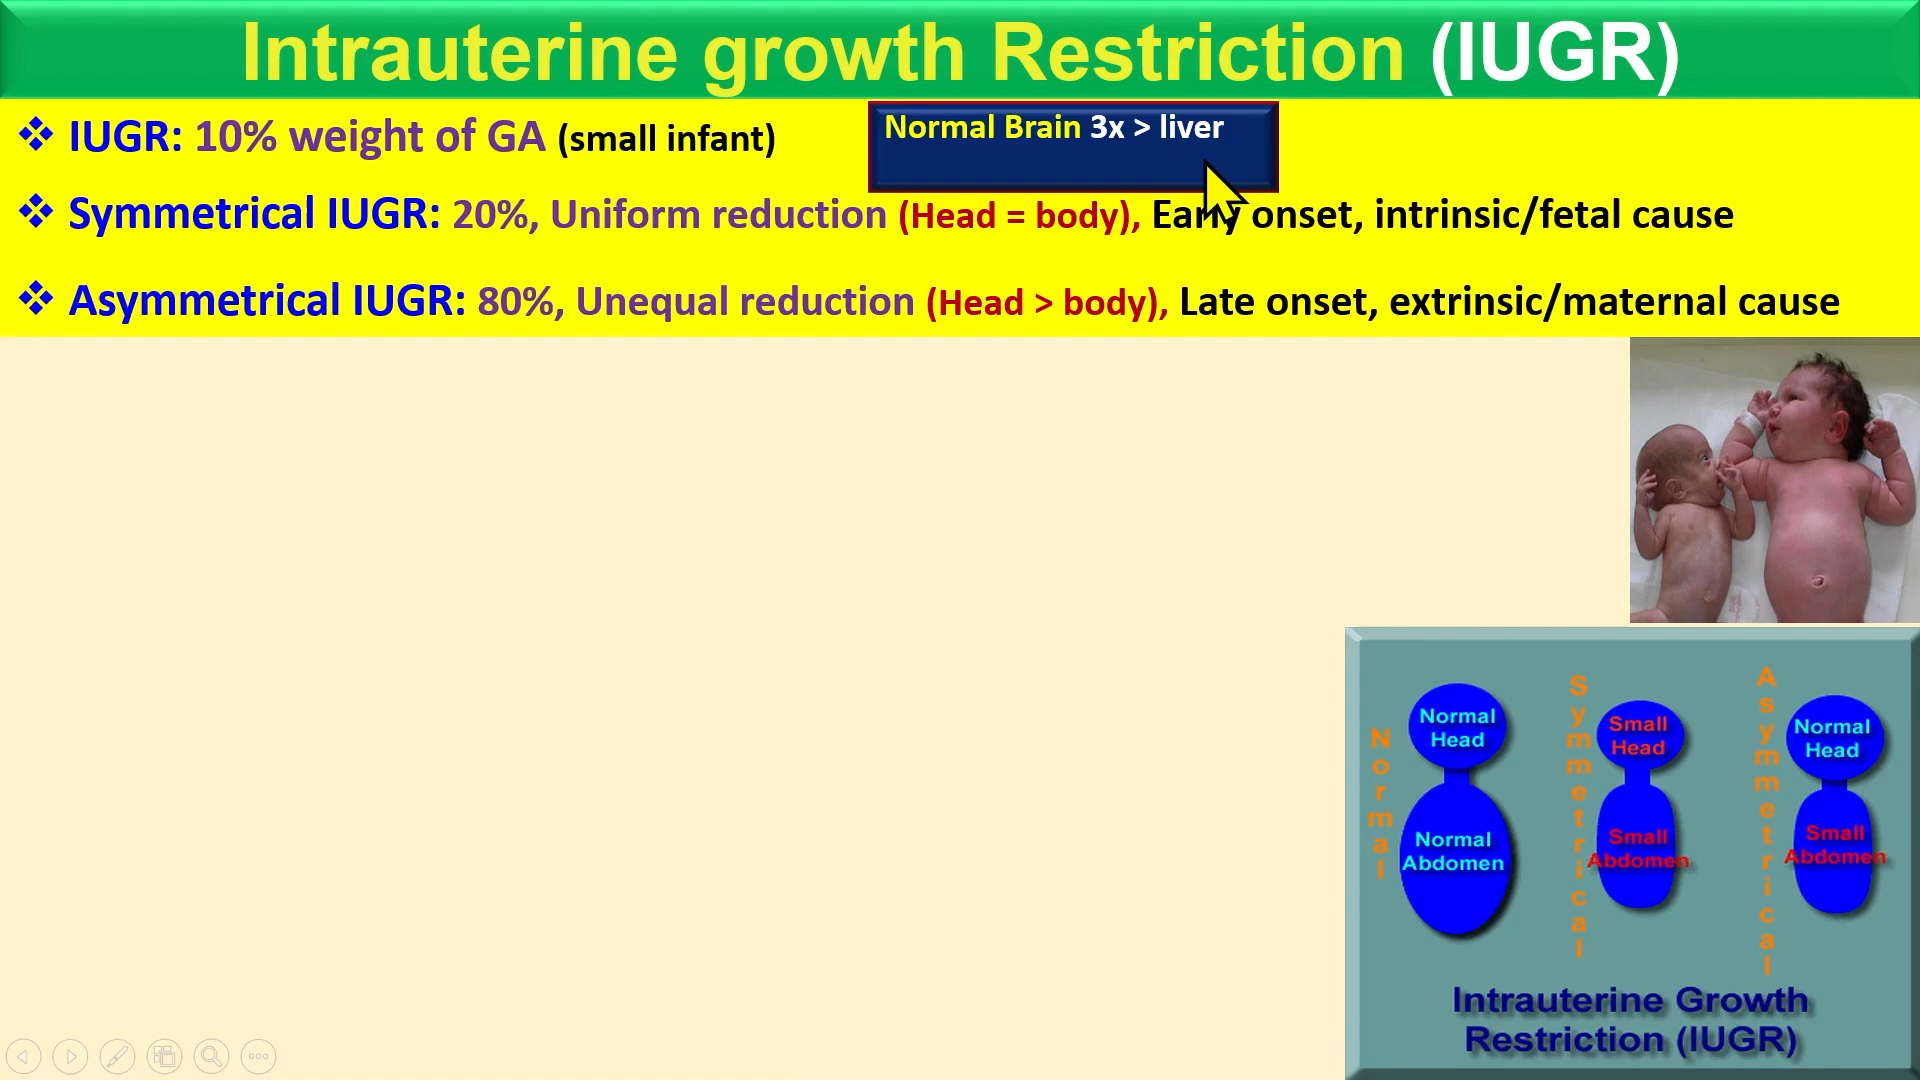 Intrauterine growth Restriction (IUGR)
❖ IUGR: 10% weight of GA (small infant)
Normal Brain 3x > liver
❖ Symmetrical IUGR: 20%, Uniform reduction (Head = body), Early onset, intrinsic/fetal cause
❖ Asymmetrical IUGR: 80%, Unequal reduction (Head > body), Late onset, extrinsic/maternal cause
Normal
Normal
Head
Normal
Abdomen
Symmetrical
Small
Head
Small
Abdomen
Asymmetrical
Normal
Head
Small
Abdomen
Intrauterine Growth
Restriction (IUGR)